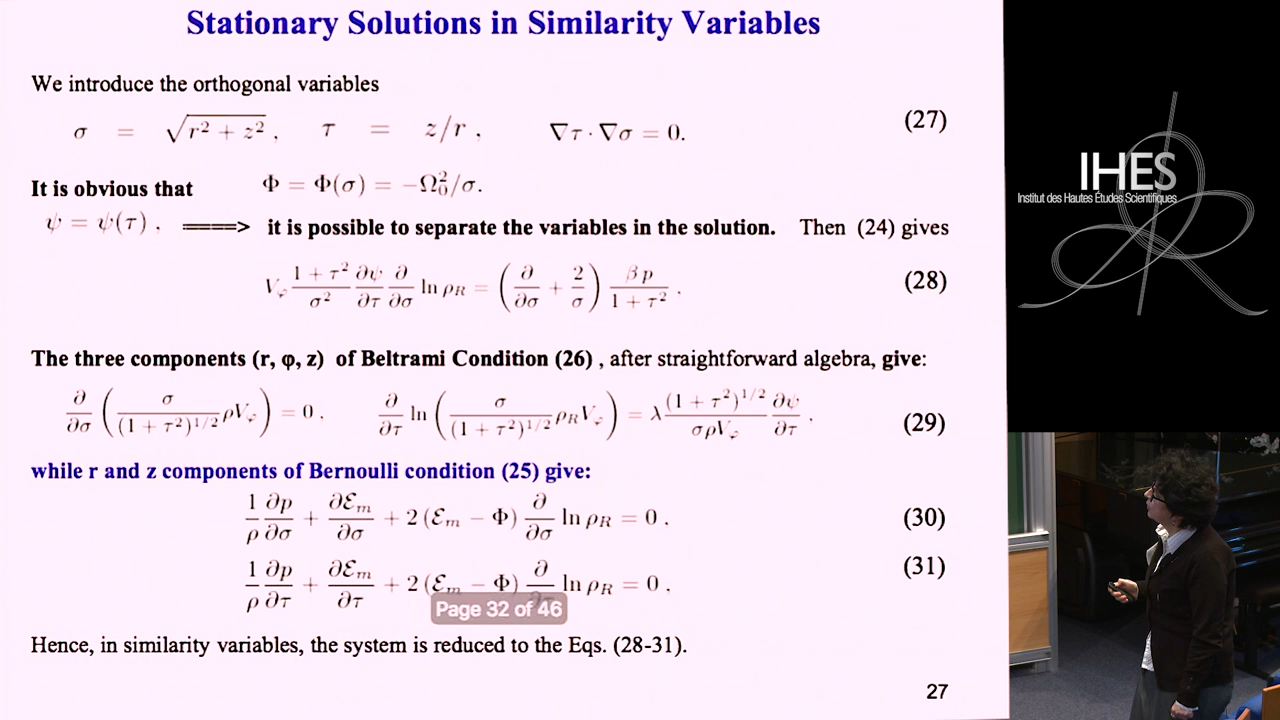 Stationary Solutions in Similarity Variables
We introduce the orthogonal variables
σ = √(r² + z²) , τ = z/r , ∇τ · ∇σ = 0. (27)
It is obvious that Φ = Φ(σ) = −Ω₀²/σ.
ψ = ψ(τ) , ====> it is possible to separate the variables in the solution. Then (24) gives
V_φ (1 + τ²)/σ² ∂ψ/∂τ ∂/∂σ ln ρ_R = (∂/∂σ + 2/σ) βp/(1 + τ²) . (28)
The three components (r, φ, z) of Beltrami Condition (26) , after straightforward algebra, give:
∂/∂σ (σ/(1 + τ²)^{1/2} ρV_φ) = 0 , ∂/∂τ ln (σ/(1 + τ²)^{1/2} ρ_R V_φ) = λ (1 + τ²)^{1/2}/(σρV_φ) ∂ψ/∂τ . (29)
while r and z components of Bernoulli condition (25) give:
1/ρ ∂p/∂σ + ∂ℰ_m/∂σ + 2 (ℰ_m − Φ) ∂/∂σ ln ρ_R = 0 , (30)
1/ρ ∂p/∂τ + ∂ℰ_m/∂τ + 2 (ℰ_m − Φ) ∂/ ln ρ_R = 0 , (31)
Page 32 of 46
Hence, in similarity variables, the system is reduced to the Eqs. (28-31).
27
IHES
Institut des Hautes Études Scientifiques